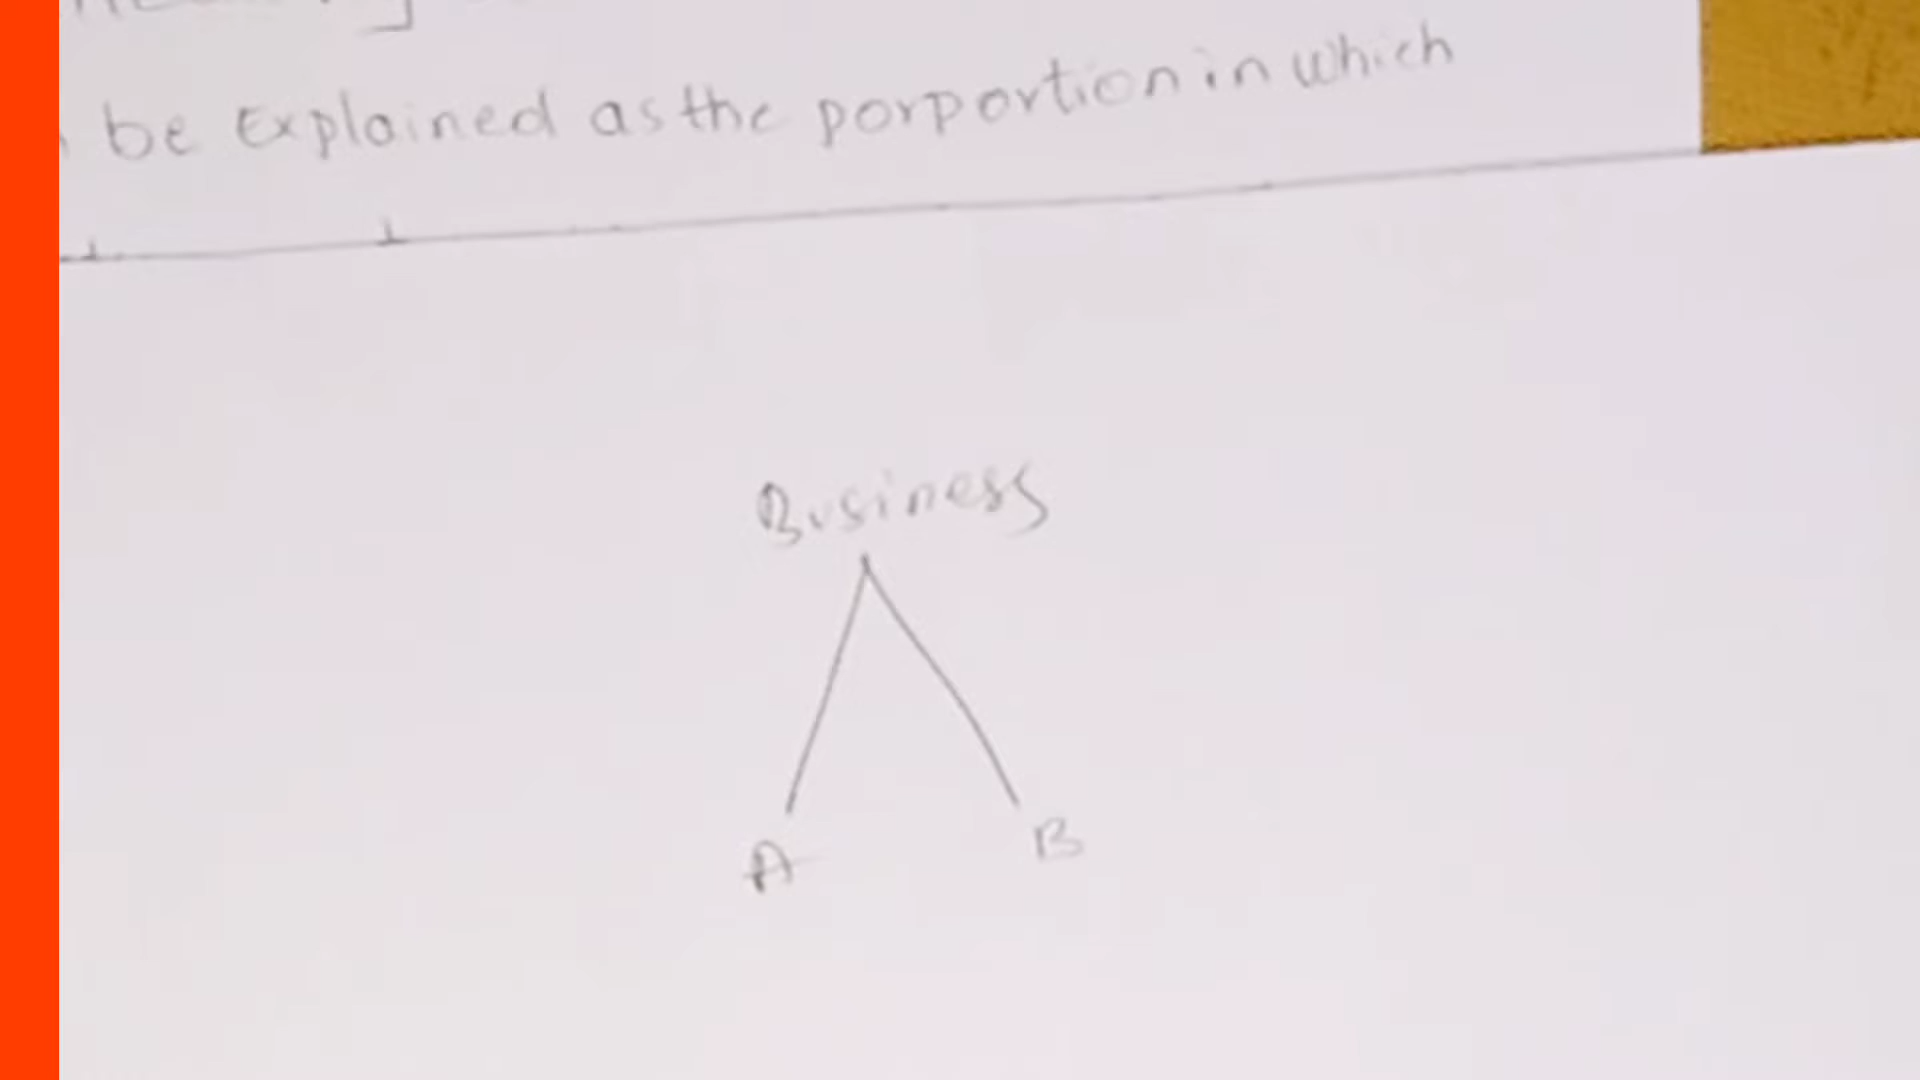 be Explained as the porportion in which
Business
A B